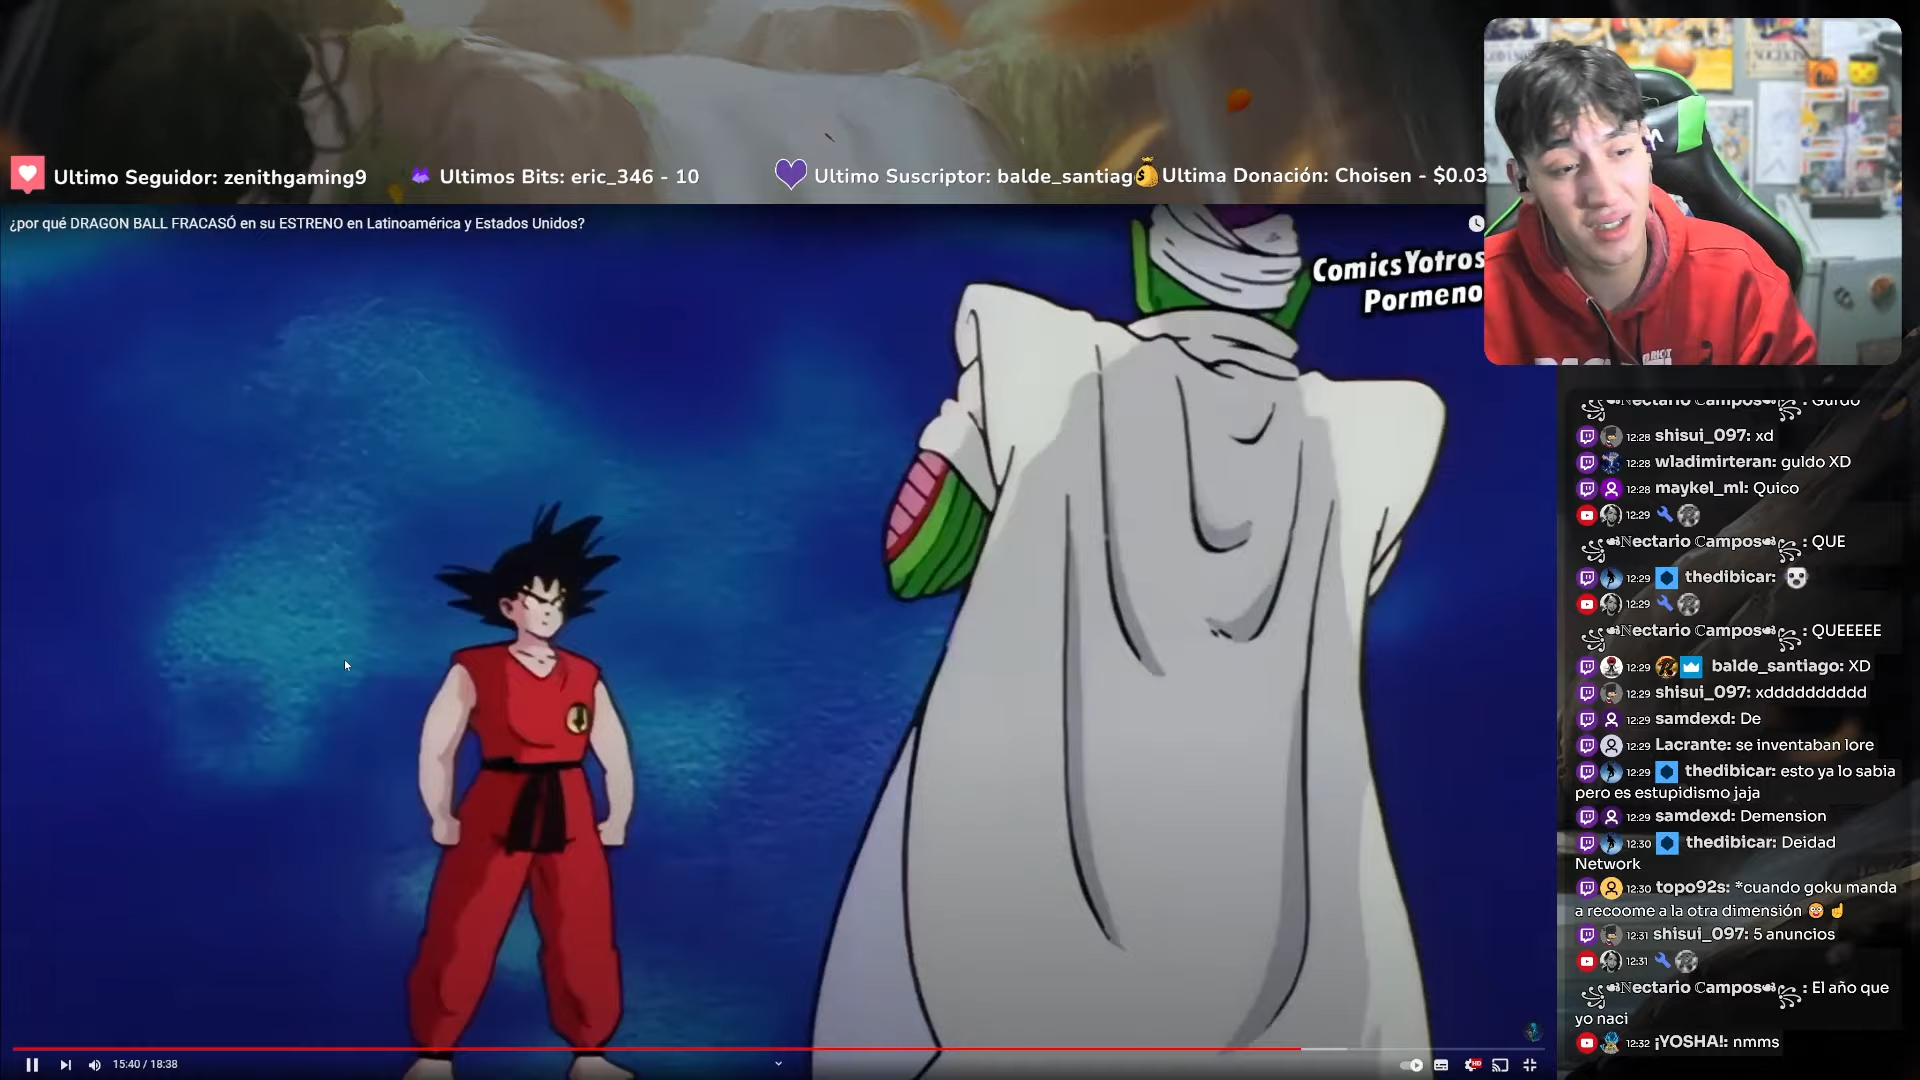 Ultimo Seguidor: zenithgaming9
Ultimos Bits: eric_346 - 10
Ultimo Suscriptor: balde_santiag
Ultima Donación: Choisen - $0.03
¿por qué DRAGON BALL FRACASÓ en su ESTRENO en Latinoamérica y Estados Unidos?
ComicsYotros
Pormeno
꧁☙ℕectario ℂampos☙꧂: Guldo
12:28 shisui_097: xd
12:28 wladimirteran: guldo XD
12:28 maykel_ml: Quico
12:29
꧁☙ℕectario ℂampos☙꧂: QUE
12:29 thedibicar:
12:29
꧁☙ℕectario ℂampos☙꧂: QUEEEEE
12:29 balde_santiago: XD
12:29 shisui_097: xdddddddddd
12:29 samdexd: De
12:29 Lacrante: se inventaban lore
12:29 thedibicar: esto ya lo sabia
pero es estupidismo jaja
12:29 samdexd: Demension
12:30 thedibicar: Deidad
Network
12:30 topo92s: *cuando goku manda
a recoome a la otra dimensión 🤡☝
12:31 shisui_097: 5 anuncios
12:31
꧁☙ℕectario ℂampos☙꧂: El año que
yo naci
12:32 ¡YOSHA!: nmms
15:40 / 18:38
HD